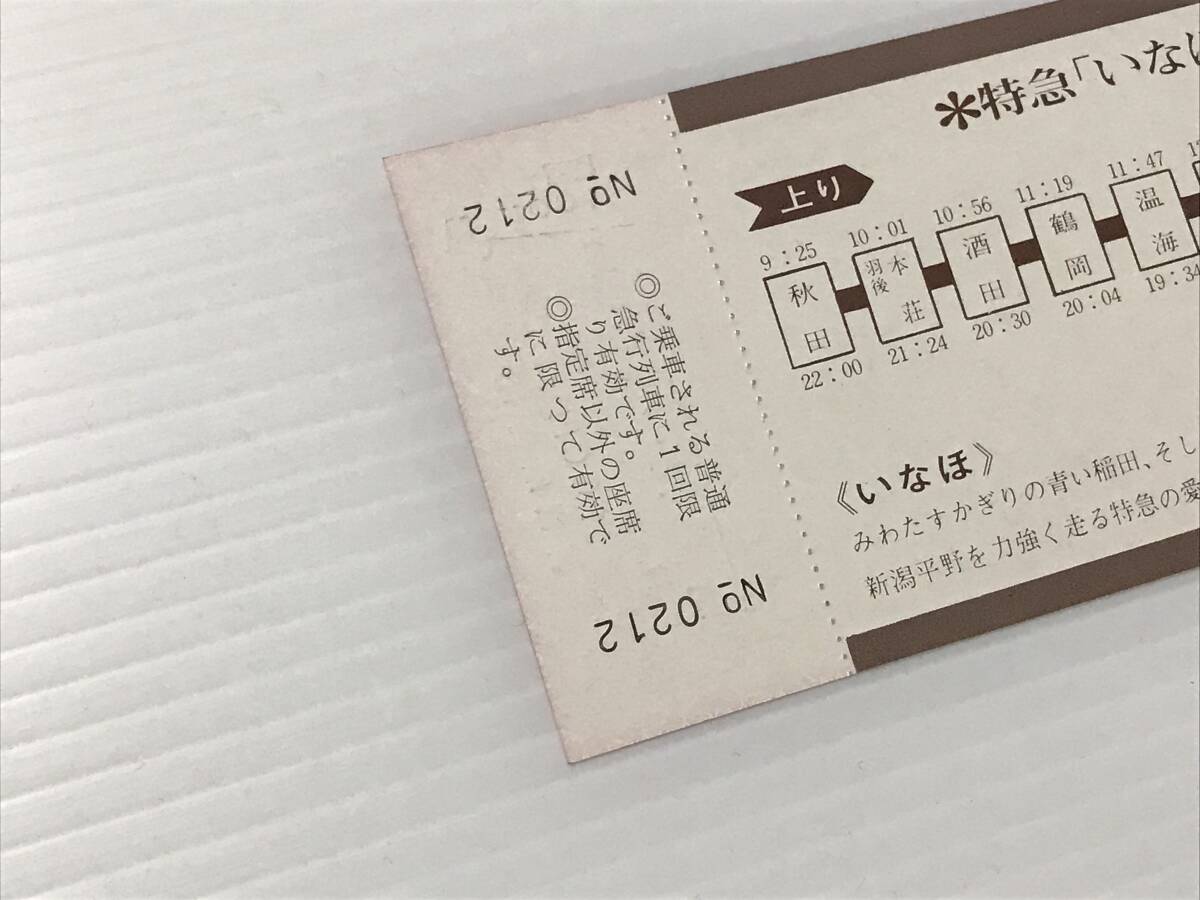 No 0212
◎ご乗車される普通
急行列車に1回限
り有効です。
◎指定席以外の座席
に限って有効で
す。
No 0212
*特急「いなほ
上り
9:25 10:01 10:56 11:19 11:47
秋田 羽後本荘 酒田 鶴岡 温海
22:00 21:24 20:30 20:04 19:34
《いなほ》
みわたすかぎりの青い稲田、そし
新潟平野を力強く走る特急の愛